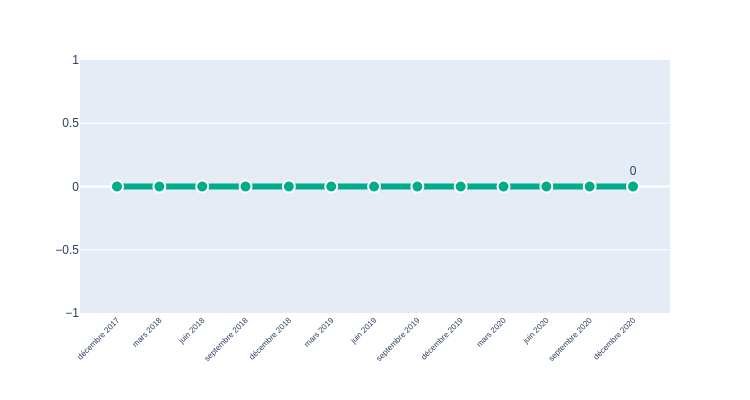 1
0.5
0
−0.5
−1
0
décembre 2017
mars 2018
juin 2018
septembre 2018
décembre 2018
mars 2019
juin 2019
septembre 2019
décembre 2019
mars 2020
juin 2020
septembre 2020
décembre 2020